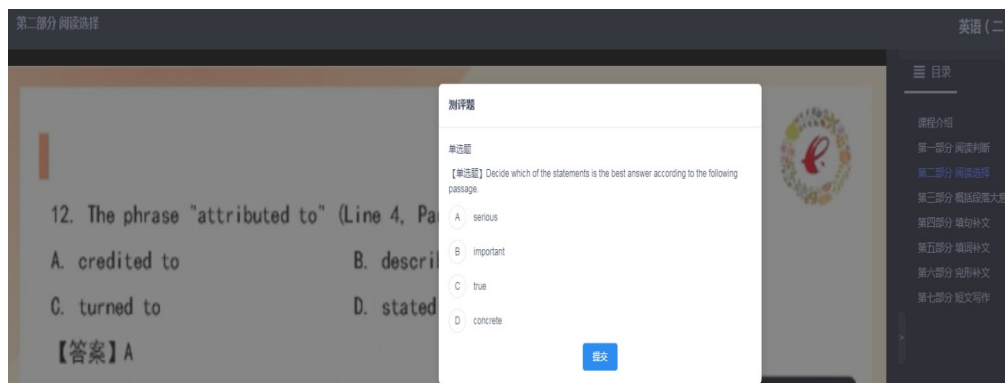 第二部分 阅读选择
英语（二
目录
课程介绍
第一部分 阅读判断
第二部分 阅读选择
第三部分 概括段落大意
第四部分 填句补文
第五部分 填词补文
第六部分 完形补文
第七部分 短文写作
12. The phrase "attributed to" (Line 4, Pa
A. credited to
B. descril
C. turned to
D. stated
【答案】A
测评题
单选题
【单选题】Decide which of the statements is the best answer according to the following
passage.
A serious
B important
C true
D concrete
提交